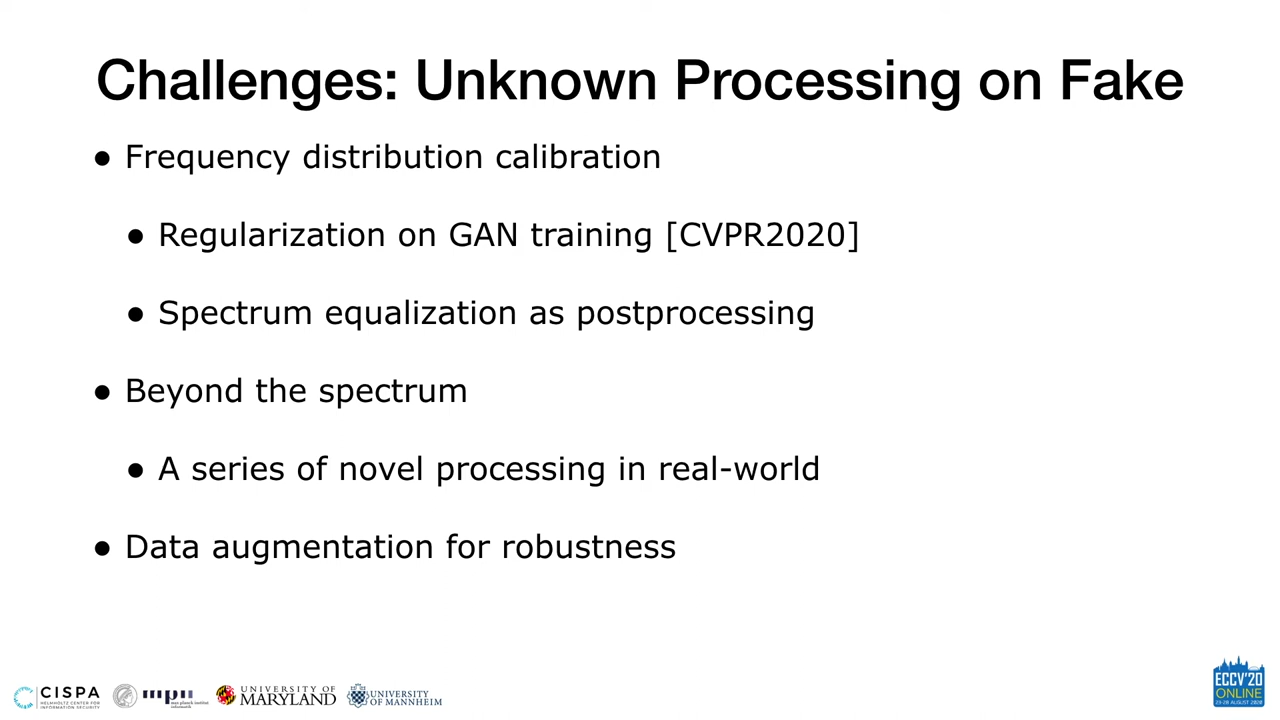 Challenges: Unknown Processing on Fake
● Frequency distribution calibration
● Regularization on GAN training [CVPR2020]
● Spectrum equalization as postprocessing
● Beyond the spectrum
● A series of novel processing in real-world
● Data augmentation for robustness
CISPA
HELMHOLTZ CENTER FOR
INFORMATION SECURITY
max planck institut
informatik
UNIVERSITY OF
MARYLAND
UNIVERSITY
OF MANNHEIM
ECCV'20
ONLINE
23-28 AUGUST 2020